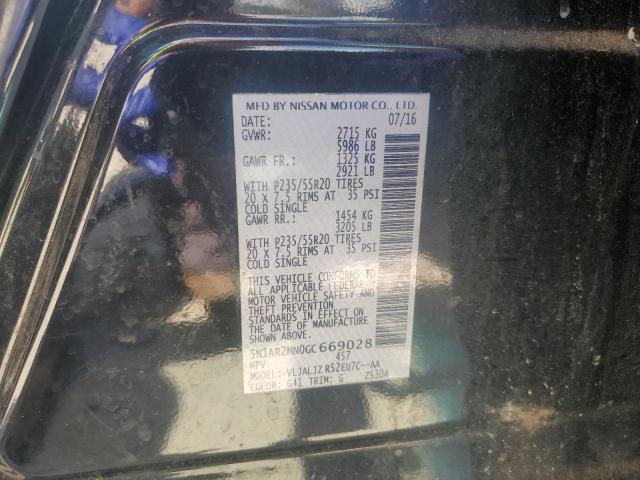 MFD BY NISSAN MOTOR CO., LTD.
DATE: 07/16
GVWR: 2715 KG
5986 LB
GAWR FR.: 1325 KG
2921 LB
WITH P235/55R20 TIRES
20 X 7.5 RIMS AT 35 PSI
COLD SINGLE
GAWR RR.: 1454 KG
3205 LB
WITH P235/55R20 TIRES
20 X 7.5 RIMS AT 35 PSI
COLD SINGLE
THIS VEHICLE CONFORMS TO
ALL APPLICABLE FEDERAL
MOTOR VEHICLE SAFETY AND
THEFT PREVENTION
STANDARDS IN EFFECT ON
THE DATE OF MANUFACTURE
SHOWN ABOVE.
5N1AR2MN0GC669028
MPV 457
MODEL: VLJALJZ R52EU7C--AA
COLOR: G41 TRIM: G ZS30A